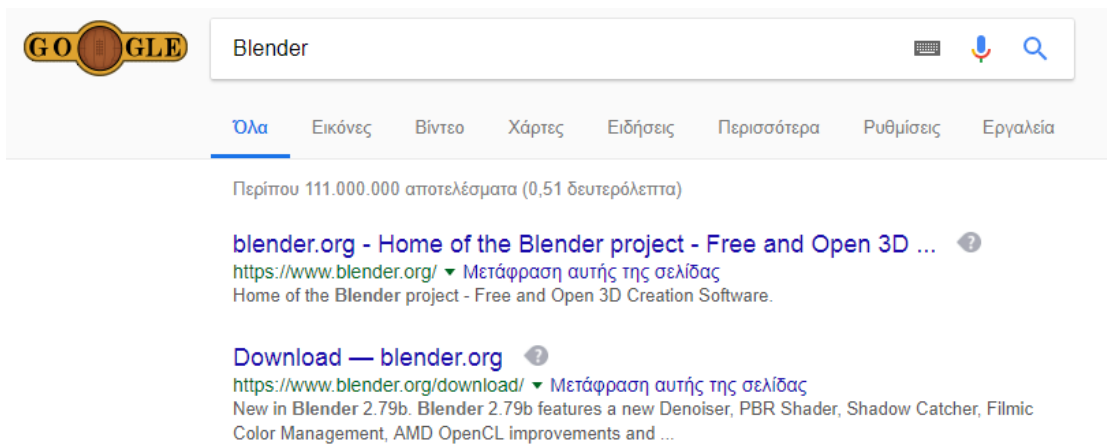 GO GLE
Blender
Όλα Εικόνες Βίντεο Χάρτες Ειδήσεις Περισσότερα Ρυθμίσεις Εργαλεία
Περίπου 111.000.000 αποτελέσματα (0,51 δευτερόλεπτα)
blender.org - Home of the Blender project - Free and Open 3D ...
https://www.blender.org/ ▼ Μετάφραση αυτής της σελίδας
Home of the Blender project - Free and Open 3D Creation Software.
Download — blender.org
https://www.blender.org/download/ ▼ Μετάφραση αυτής της σελίδας
New in Blender 2.79b. Blender 2.79b features a new Denoiser, PBR Shader, Shadow Catcher, Filmic
Color Management, AMD OpenCL improvements and ...